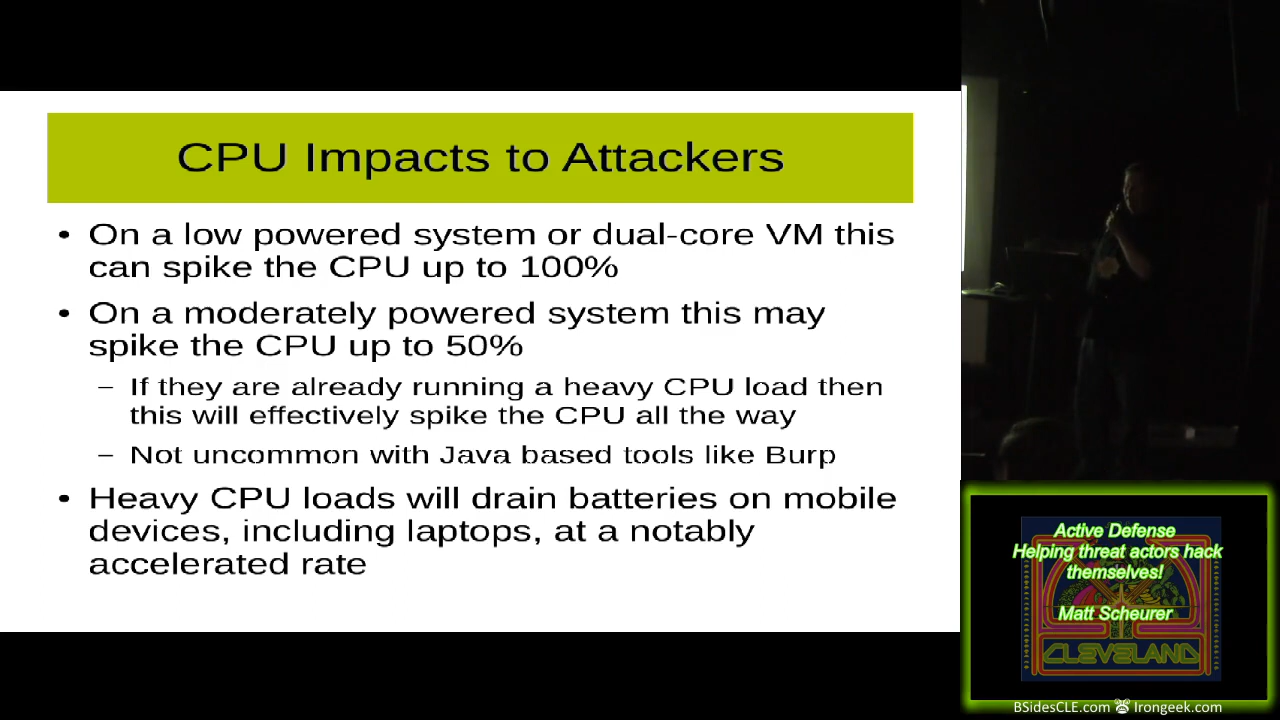 CPU Impacts to Attackers
• On a low powered system or dual-core VM this
can spike the CPU up to 100%
• On a moderately powered system this may
spike the CPU up to 50%
– If they are already running a heavy CPU load then
this will effectively spike the CPU all the way
– Not uncommon with Java based tools like Burp
• Heavy CPU loads will drain batteries on mobile
devices, including laptops, at a notably
accelerated rate
Active Defense
Helping threat actors hack
themselves!
Matt Scheurer
CLEVELAND
BSidesCLE.com Irongeek.com